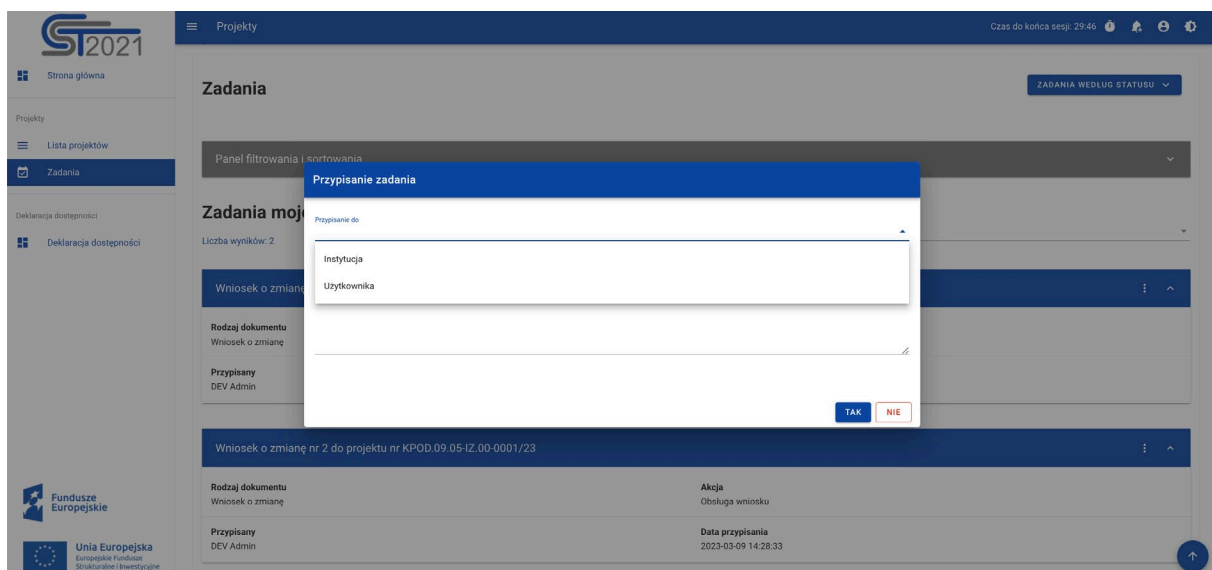 ST2021
Projekty
Czas do końca sesji: 29:46
Strona główna
Projekty
Lista projektów
Zadania
Deklaracja dostępności
Deklaracja dostępności
Zadania
ZADANIA WEDŁUG STATUSU
Panel filtrowania i sortowania
Zadania moje
Liczba wyników: 2
Przypisanie zadania
Przypisanie do
Instytucja
Użytkownika
TAK
NIE
Wniosek o zmianę
Rodzaj dokumentu
Wniosek o zmianę
Przypisany
DEV Admin
Wniosek o zmianę nr 2 do projektu nr KPOD.09.05-IZ.00-0001/23
Rodzaj dokumentu
Akcja
Wniosek o zmianę
Obsługa wniosku
Przypisany
Data przypisania
DEV Admin
2023-03-09 14:28:33
Fundusze
Europejskie
Unia Europejska
Europejskie Fundusze
Strukturalne i Inwestycyjne